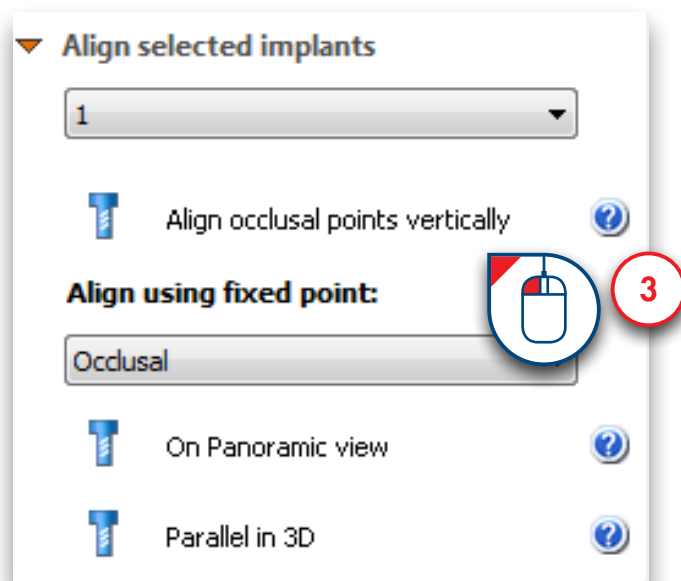 Align selected implants
1
Align occlusal points vertically
Align using fixed point:
3
Occlusal
On Panoramic view
Parallel in 3D